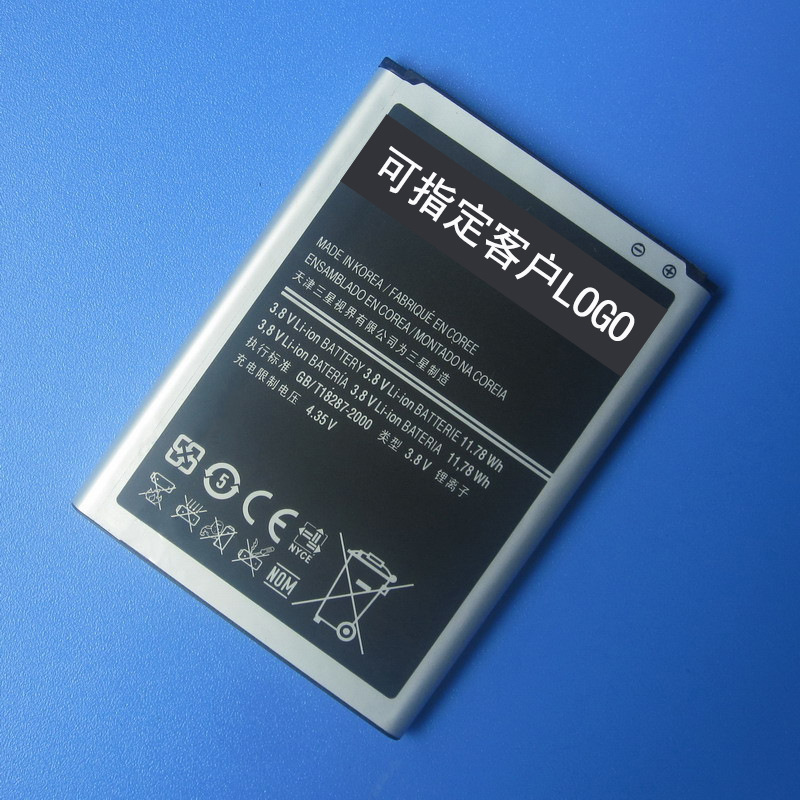 可指定客户LOGO
⊖ ⊕
MADE IN KOREA / FABRIQUÉ EN COREE
ENSAMBLADO EN COREA / MONTADO NA COREIA
天津三星视界有限公司为三星制造
3.8 V Li-ion BATTERY 3.8 V Li-ion BATTERIE 11.78 Wh
3.8 V Li-ion BATERÍA 3.8 V Li-ion BATERIA 11,78 Wh
执行标准 GB/T18287-2000 类型 3.8 V 锂离子
充电限制电压 4.35 V
5 CE NYCE
NOM